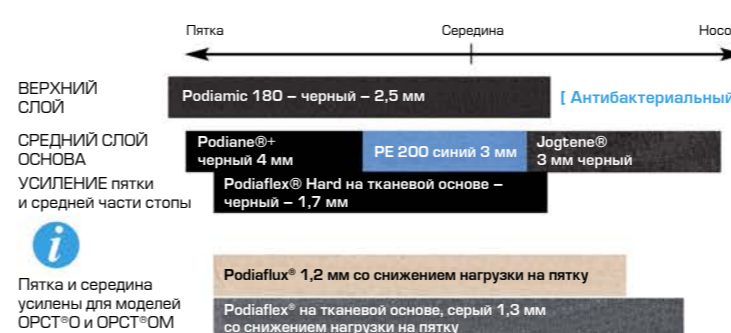 Пятка Середина Носо
ВЕРХНИЙ
СЛОЙ
Podiamic 180 – черный – 2,5 мм
[ Антибактериальный
СРЕДНИЙ СЛОЙ
ОСНОВА
Podiane®+
черный 4 мм
PE 200 синий 3 мм
Jogtene®
3 мм черный
УСИЛЕНИЕ пятки
и средней части стопы
Podiaflex® Hard на тканевой основе –
черный – 1,7 мм
i
Пятка и середина
усилены для моделей
ОРСТ®О и ОРСТ®ОМ
Podiaflux® 1,2 мм со снижением нагрузки на пятку
Podiaflex® на тканевой основе, серый 1,3 мм
со снижением нагрузки на пятку